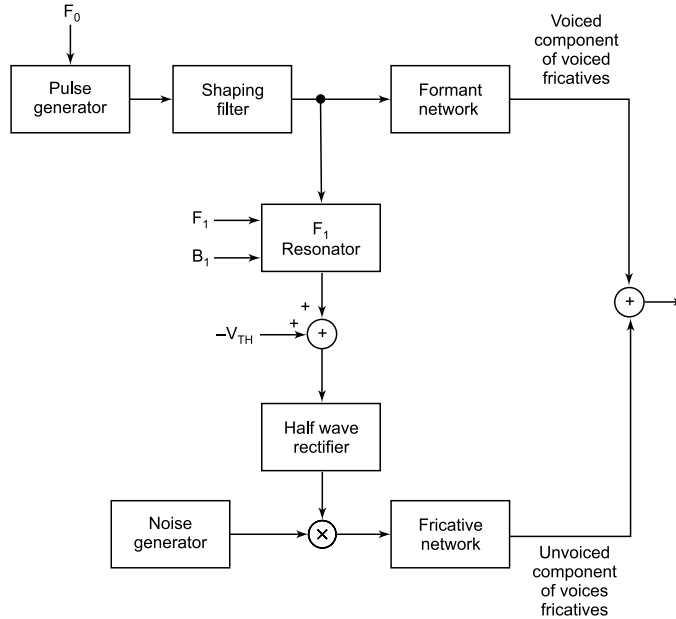 F0
Voiced
component
of voiced
fricatives
Pulse
generator
Shaping
filter
Formant
network
F1
B1
F1
Resonator
+
+
–VTH
+
+
Half wave
rectifier
Noise
generator
×
Fricative
network
Unvoiced
component
of voices
fricatives